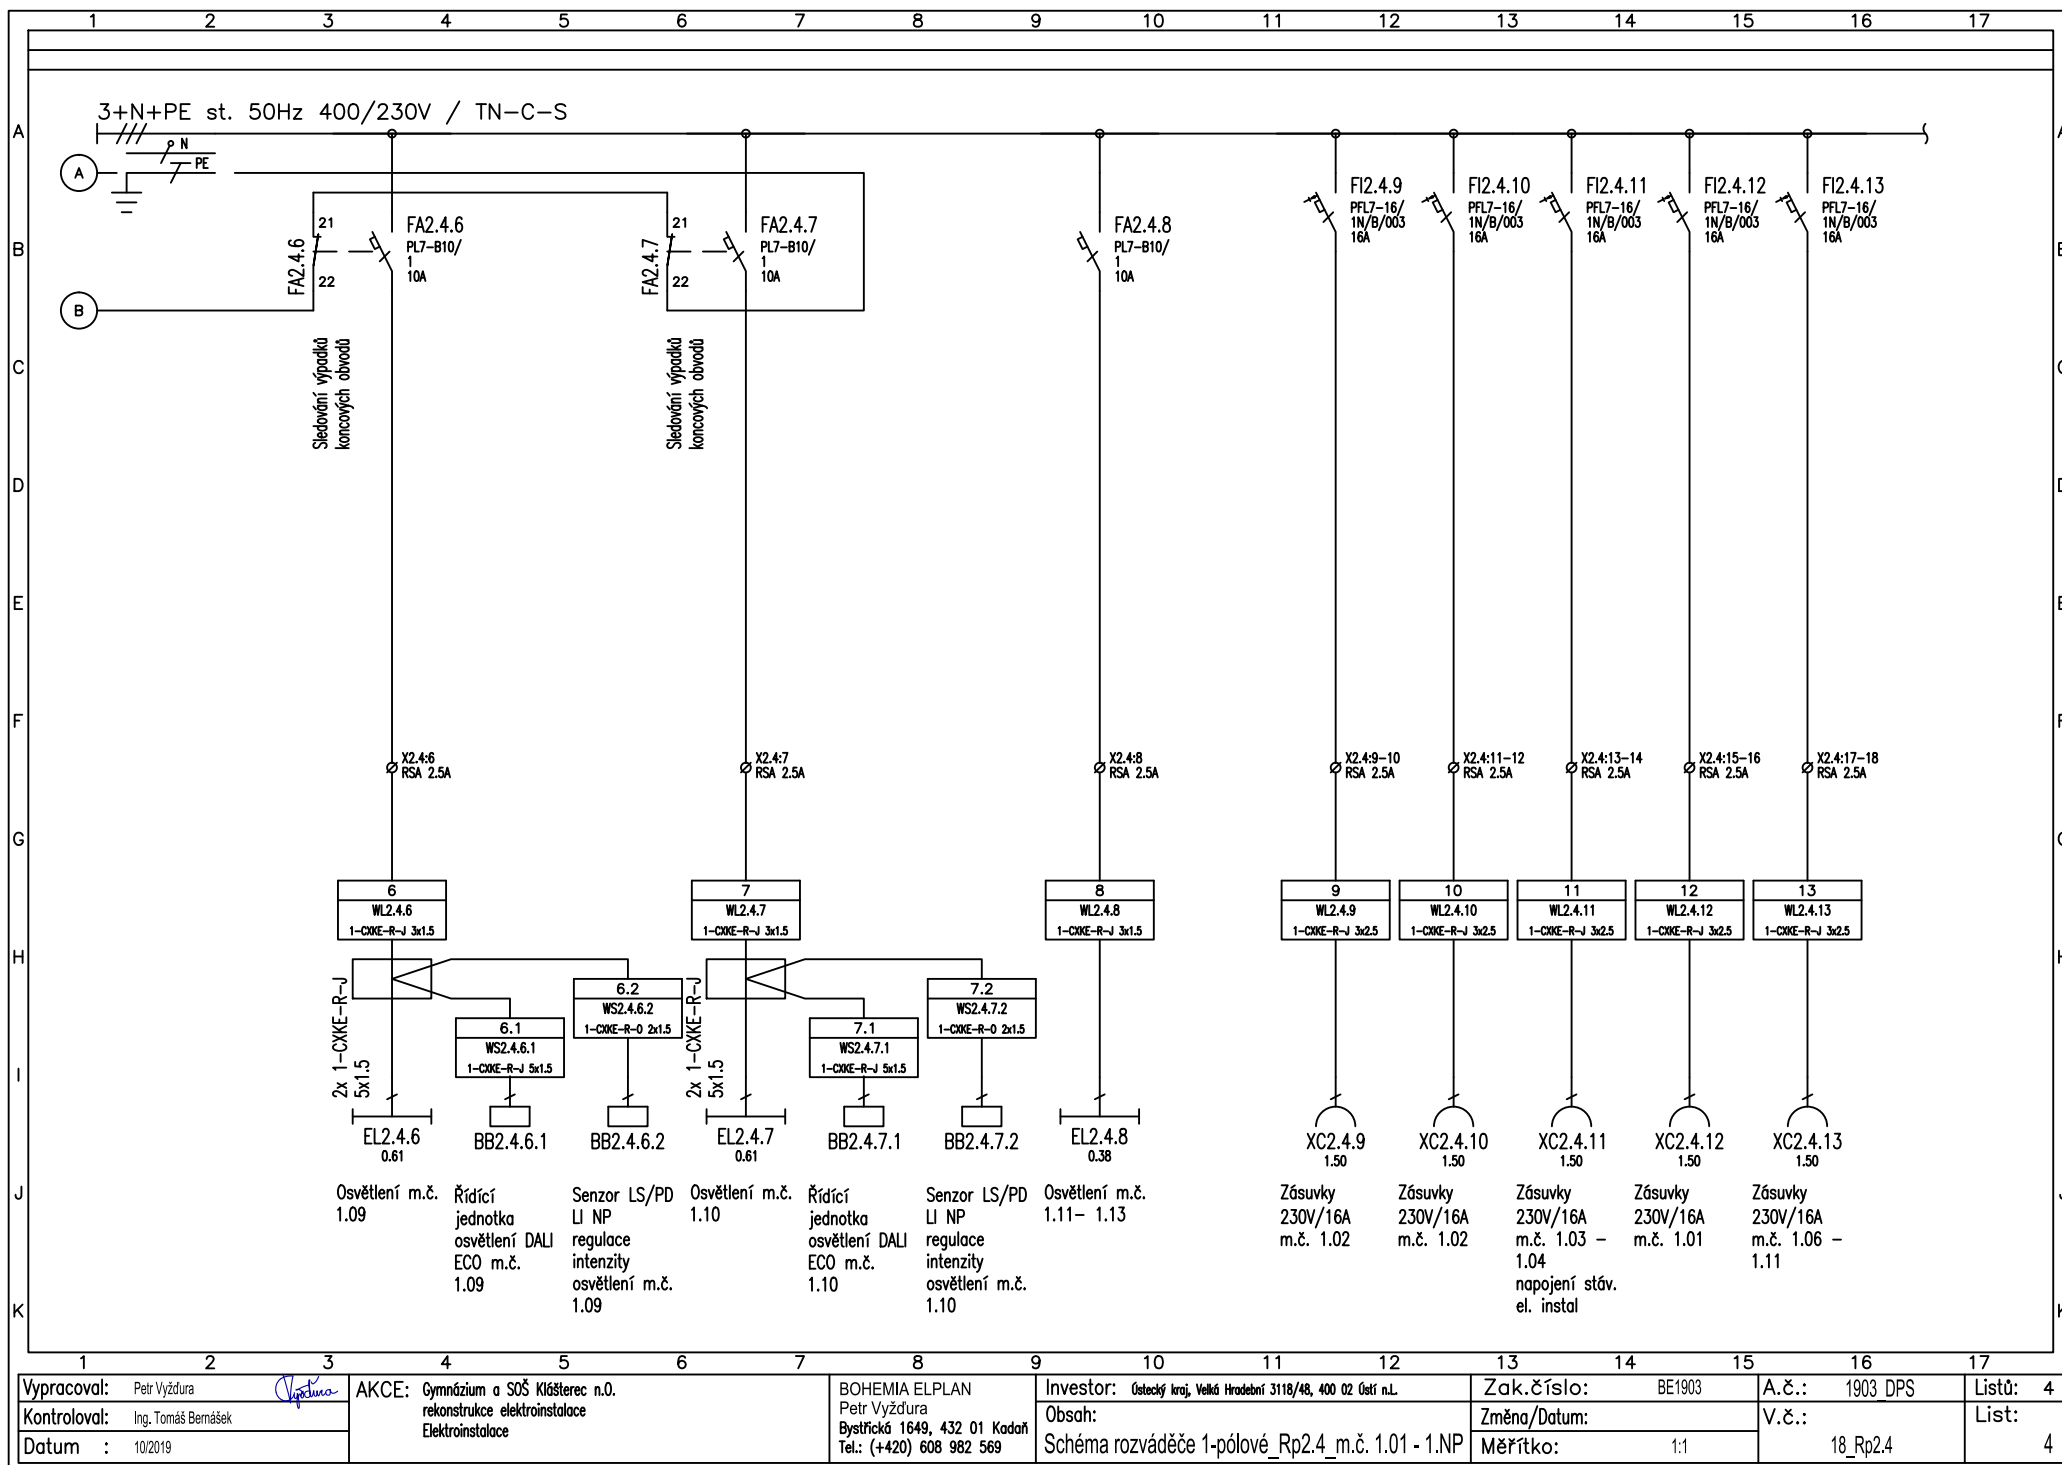 1 2 3 4 5 6 7 8 9 10 11 12 13 14 15 16 17
3+N+PE st. 50Hz 400/230V / TN-C-S
A A
N
PE
A
FI2.4.9 FI2.4.10 FI2.4.11 FI2.4.12 FI2.4.13
PFL7-16/ PFL7-16/ PFL7-16/ PFL7-16/ PFL7-16/
1N/B/003 1N/B/003 1N/B/003 1N/B/003 1N/B/003
16A 16A 16A 16A 16A
21 FA2.4.6 21 FA2.4.7 FA2.4.8
FA2.4.6 PL7-B10/ FA2.4.7 PL7-B10/ PL7-B10/
B 1 1 1 B
22 10A 22 10A 10A
B
Sledování výpadků
koncových obvodů
Sledování výpadků
koncových obvodů
C C
D D
E E
F F
X2.4:6 X2.4:7 X2.4:8 X2.4:9-10 X2.4:11-12 X2.4:13-14 X2.4:15-16 X2.4:17-18
RSA 2.5A RSA 2.5A RSA 2.5A RSA 2.5A RSA 2.5A RSA 2.5A RSA 2.5A RSA 2.5A
G G
6 7 8 9 10 11 12 13
WL2.4.6 WL2.4.7 WL2.4.8 WL2.4.9 WL2.4.10 WL2.4.11 WL2.4.12 WL2.4.13
1-CXKE-R-J 3x1.5 1-CXKE-R-J 3x1.5 1-CXKE-R-J 3x1.5 1-CXKE-R-J 3x2.5 1-CXKE-R-J 3x2.5 1-CXKE-R-J 3x2.5 1-CXKE-R-J 3x2.5 1-CXKE-R-J 3x2.5
H H
2x 1-CXKE-R-J
5x1.5
6.2
WS2.4.6.2
1-CXKE-R-O 2x1.5
6.1
WS2.4.6.1
1-CXKE-R-J 5x1.5
2x 1-CXKE-R-J
5x1.5
7.2
WS2.4.7.2
1-CXKE-R-O 2x1.5
7.1
WS2.4.7.1
1-CXKE-R-J 5x1.5
I I
EL2.4.6 BB2.4.6.1 BB2.4.6.2 EL2.4.7 BB2.4.7.1 BB2.4.7.2 EL2.4.8 XC2.4.9 XC2.4.10 XC2.4.11 XC2.4.12 XC2.4.13
0.61 0.61 0.38 1.50 1.50 1.50 1.50 1.50
J J
Osvětlení m.č.
1.09
Řídící
jednotka
osvětlení DALI
ECO m.č.
1.09
Senzor LS/PD
LI NP
regulace
intenzity
osvětlení m.č.
1.09
Osvětlení m.č.
1.10
Řídící
jednotka
osvětlení DALI
ECO m.č.
1.10
Senzor LS/PD
LI NP
regulace
intenzity
osvětlení m.č.
1.10
Osvětlení m.č.
1.11- 1.13
Zásuvky
230V/16A
m.č. 1.02
Zásuvky
230V/16A
m.č. 1.02
Zásuvky
230V/16A
m.č. 1.03 -
1.04
napojení stáv.
el. instal
Zásuvky
230V/16A
m.č. 1.01
Zásuvky
230V/16A
m.č. 1.06 -
1.11
K K
1 2 3 4 5 6 7 8 9 10 11 12 13 14 15 16 17
Vypracoval: Petr Vyžďura Vyžďura
Kontroloval: Ing. Tomáš Bernášek
Datum : 10/2019
AKCE: Gymnázium a SOŠ Klášterec n.O.
rekonstrukce elektroinstalace
Elektroinstalace
BOHEMIA ELPLAN
Petr Vyžďura
Bystřická 1649, 432 01 Kadaň
Tel.: (+420) 608 982 569
Investor: Ústecký kraj, Velká Hradební 3118/48, 400 02 Ústí n.L.
Obsah:
Schéma rozváděče 1-pólové_Rp2.4_m.č. 1.01 - 1.NP
Zak.číslo: BE1903
Změna/Datum:
Měřítko: 1:1
A.č.: 1903_DPS
V.č.:
18_Rp2.4
Listů: 4
List:
4